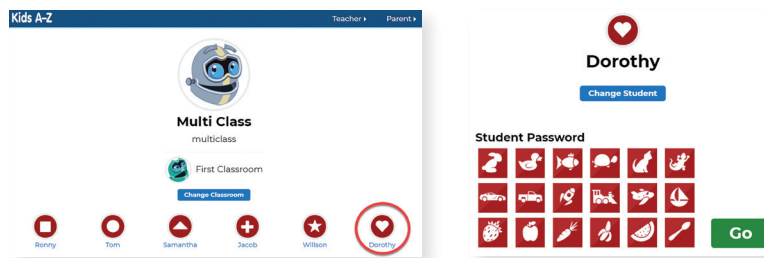 Kids A-Z
Teacher Parent
Multi Class
multiclass
First Classroom
Change Classroom
Ronny Tom Samantha Jacob Willson Dorothy
Dorothy
Change Student
Student Password
Go